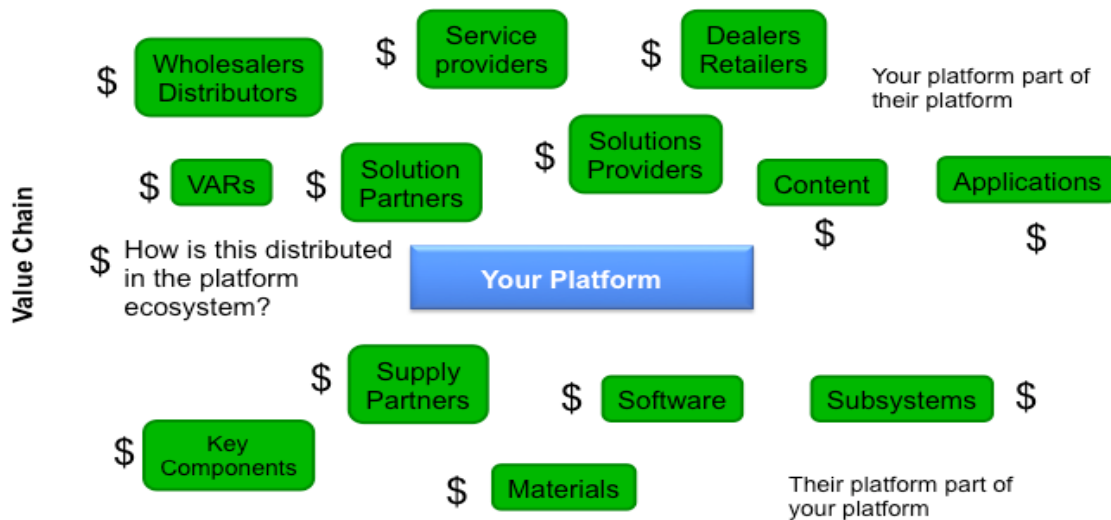 $
Wholesalers
Distributors
$
Service
providers
$
Dealers
Retailers
Your platform part of
their platform
$
VARs
$
Solution
Partners
$
Solutions
Providers
Content
$
Applications
$
Value Chain
$
How is this distributed
in the platform
ecosystem?
Your Platform
$
Supply
Partners
$
Software
Subsystems
$
$
Key
Components
$
Materials
Their platform part of
your platform